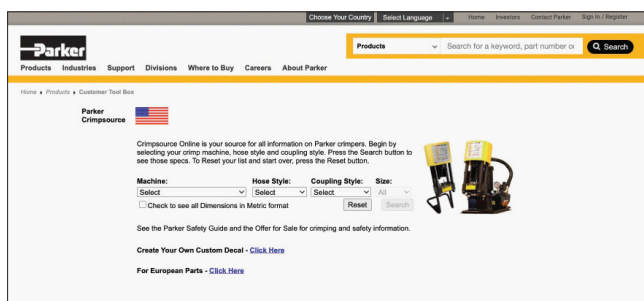 Choose Your Country Select Language Home Investors Contact Parker Sign In / Register
Parker
Products Search for a keyword, part number or Search
Products Industries Support Divisions Where to Buy Careers About Parker
Home Products Customer Tool Box
Parker
Crimpsource
Crimpsource Online is your source for all information on Parker crimpers. Begin by
selecting your crimp machine, hose style and coupling style. Press the Search button to
see those specs. To Reset your list and start over, press the Reset button.
Machine: Hose Style: Coupling Style: Size:
Select Select Select All
Check to see all Dimensions in Metric format Reset Search
See the Parker Safety Guide and the Offer for Sale for crimping and safety information.
Create Your Own Custom Decal - Click Here
For European Parts - Click Here